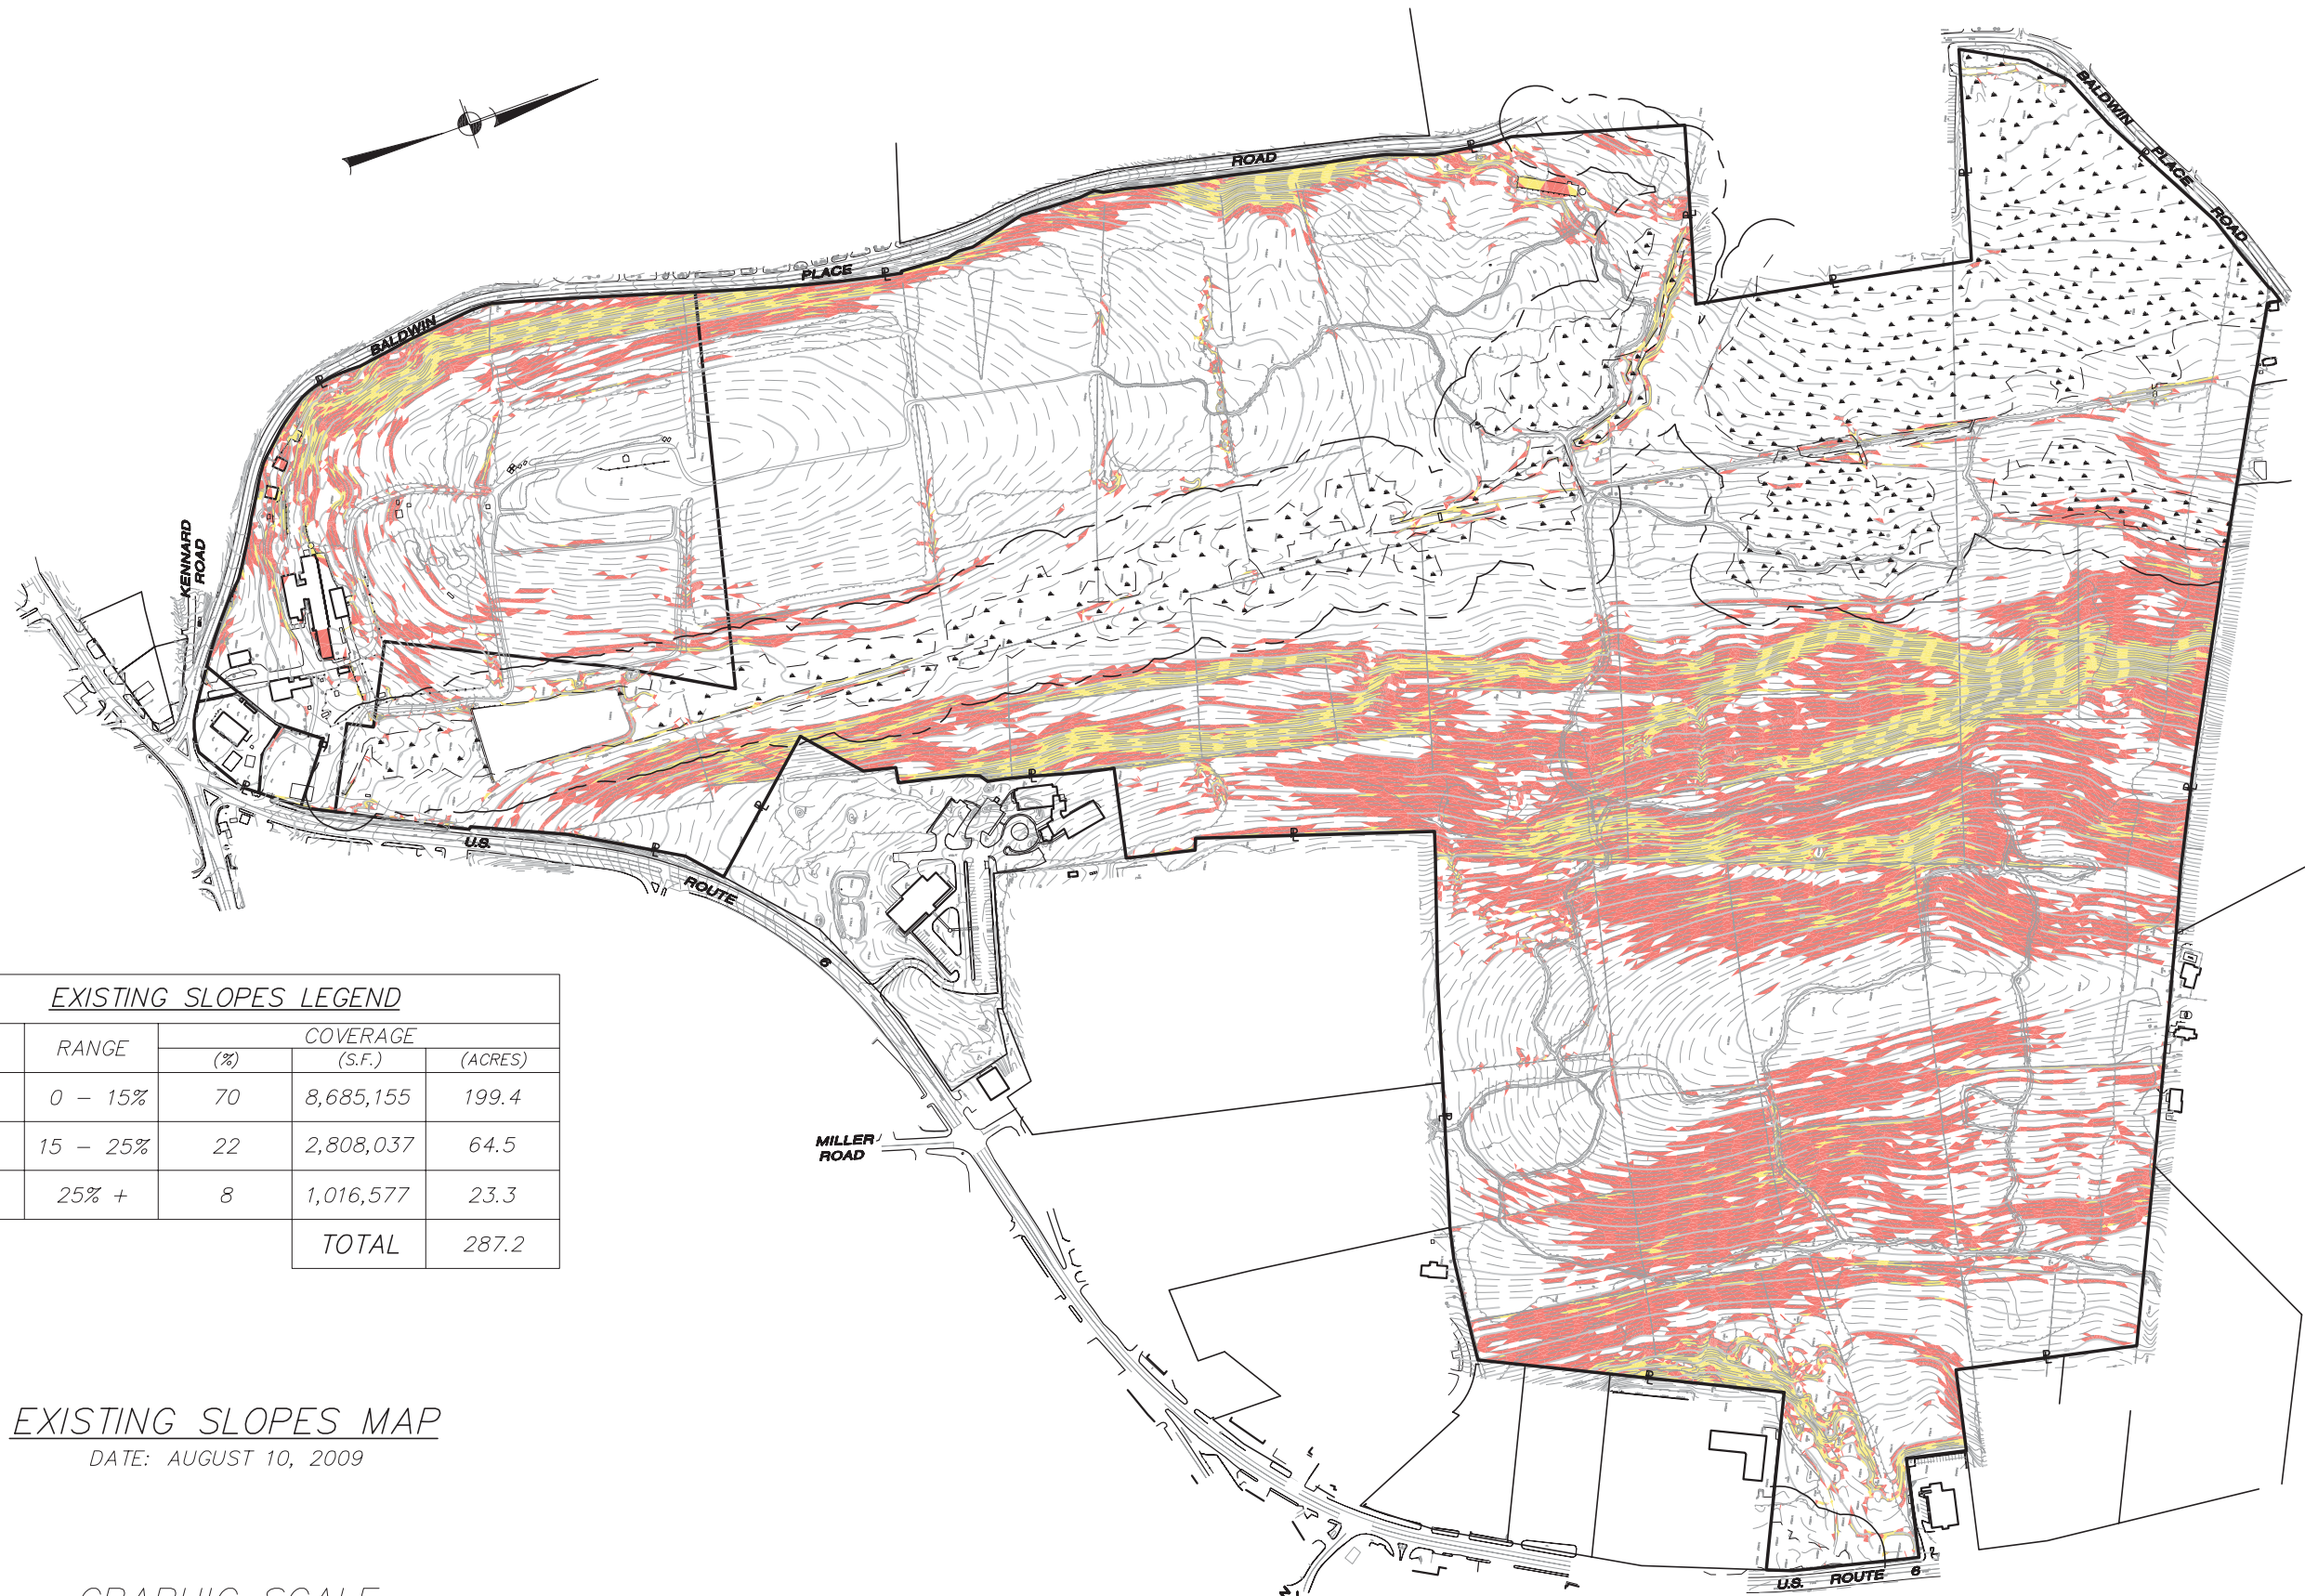 BALDWIN
PLACE
ROAD
BALDWIN
PLACE
ROAD
KENNARD
ROAD
U.S.
ROUTE
6
MILLER
ROAD
U.S. ROUTE 6
EXISTING SLOPES LEGEND
RANGE COVERAGE
(%) (S.F.) (ACRES)
0 - 15% 70 8,685,155 199.4
15 - 25% 22 2,808,037 64.5
25% + 8 1,016,577 23.3
TOTAL 287.2
EXISTING SLOPES MAP
DATE: AUGUST 10, 2009
GRAPHIC SCALE